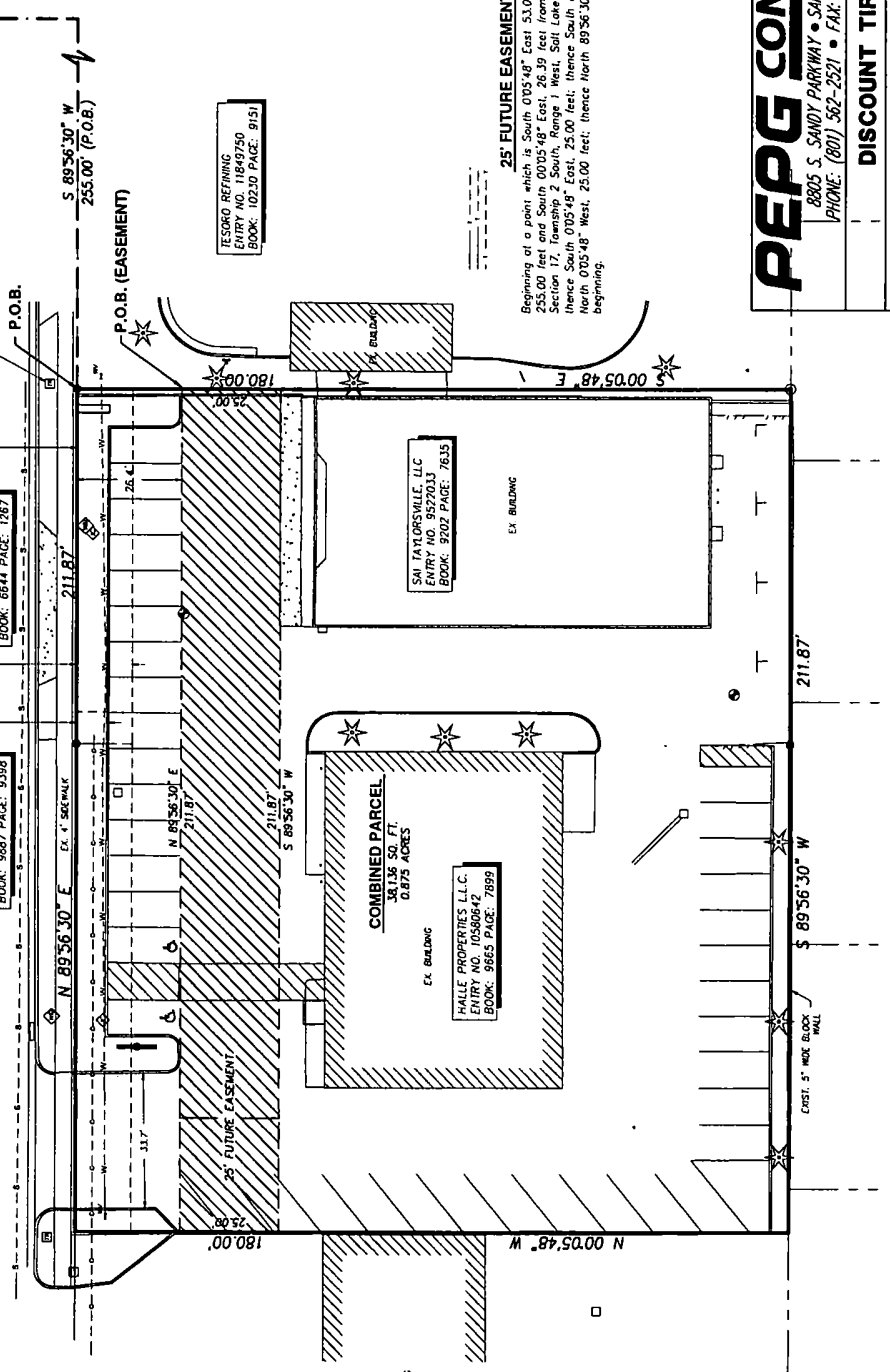 S 89°56'30" W
255.00' (P.O.B.)
P.O.B.
P.O.B. (EASEMENT)
TESORO REFINING
ENTRY NO. 11849750
BOOK: 10230 PAGE: 9151
BOOK: 6644 PAGE: 1267
BOOK: 9887 PAGE: 9398
EX. 4' SIDEWALK
N 89°56'30" E
211.87'
26.4'
180.00'
25.00'
S 00°05'48" E
EX. BUILDING
SAI TAYLORSVILLE, LLC
ENTRY NO. 9522033
BOOK: 9202 PAGE: 7635
EX BUILDING
N 89°56'30" E
211.87'
211.87'
S 89°56'30" W
25' FUTURE EASEMENT
33.7'
COMBINED PARCEL
38,136 SQ. FT.
0.875 ACRES
EX. BUILDING
HALLE PROPERTIES L.L.C.
ENTRY NO. 10580642
BOOK: 9665 PAGE: 7899
25.00'
180.00'
N 00°05'48" W
211.87'
S 89°56'30" W
EXIST. 5" WIDE BLOCK
WALL
25' FUTURE EASEMENT
Beginning at a point which is South 0°05'48" East 53.0
255.00 feet and South 00°05'48" East, 26.39 feet from
Section 17, Township 2 South, Range 1 West, Salt Lake
thence South 0°05'48" East, 25.00 feet; thence South
North 0°05'48" West, 25.00 feet; thence North 89°56'30"
beginning.
PEPG CON
8805 S. SANDY PARKWAY • SA
PHONE: (801) 562-2521 • FAX:
DISCOUNT TIR